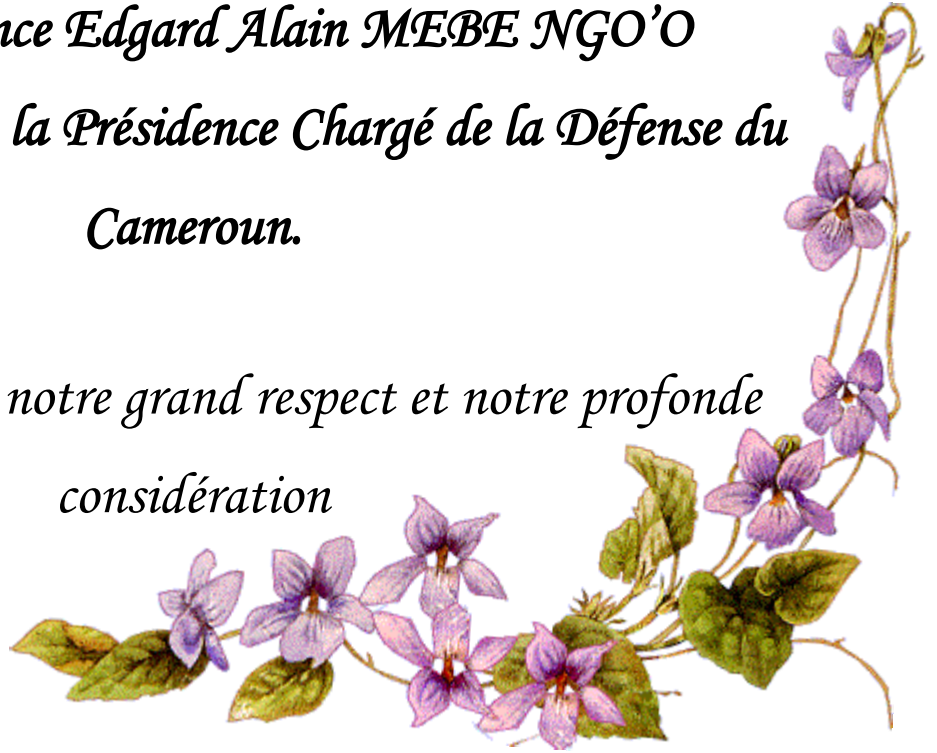 nce Edgard Alain MEBE NGO’O
la Présidence Chargé de la Défense du
Cameroun.
notre grand respect et notre profonde
considération